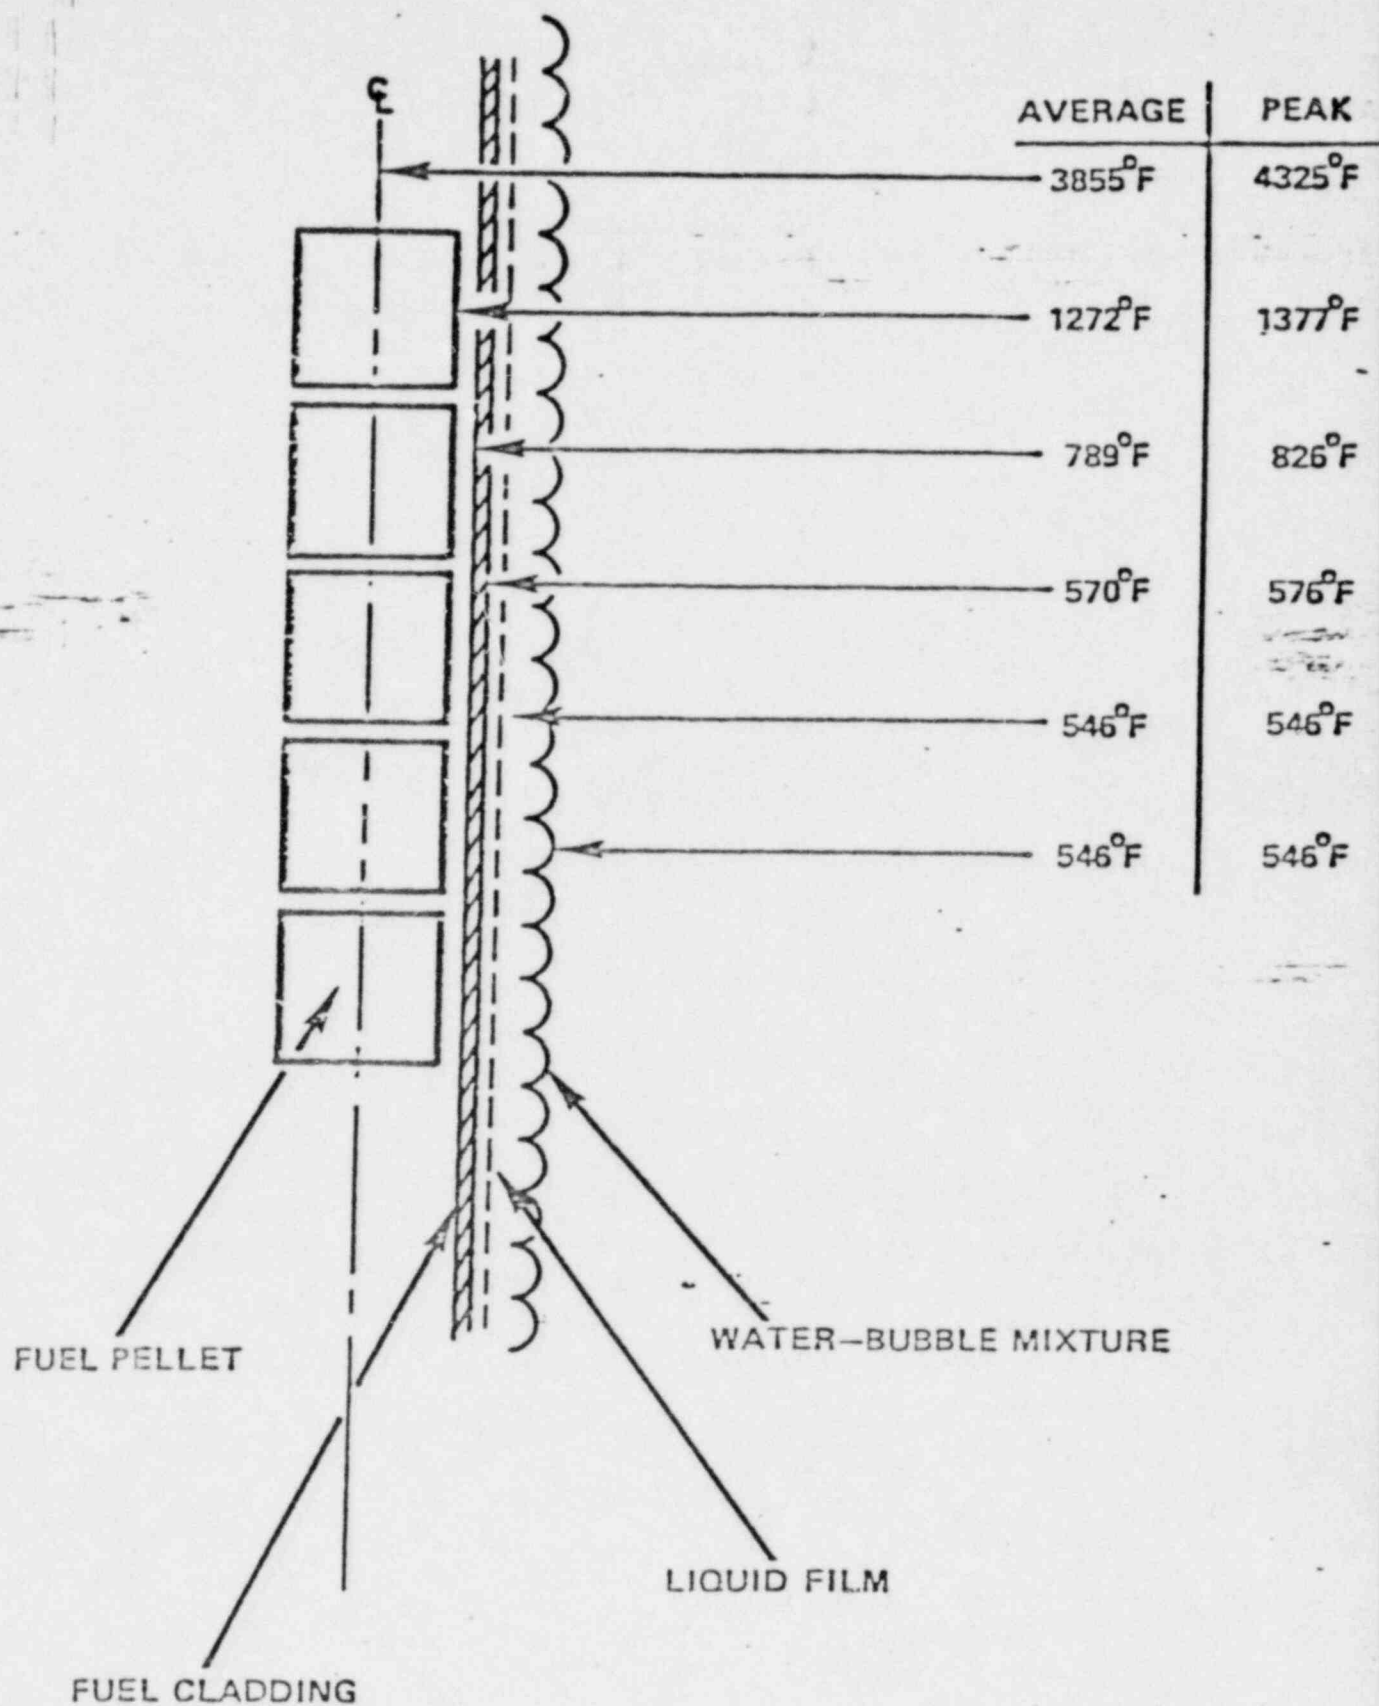 ℄
AVERAGE PEAK
3855°F 4325°F
1272°F 1377°F
789°F 826°F
570°F 576°F
546°F 546°F
546°F 546°F
WATER–BUBBLE MIXTURE
FUEL PELLET
LIQUID FILM
FUEL CLADDING